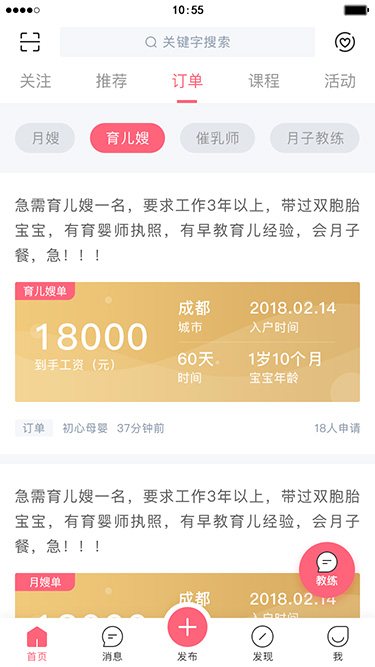 10:55
关键字搜索
关注 推荐 订单 课程 活动
月嫂 育儿嫂 催乳师 月子教练
急需育儿嫂一名，要求工作3年以上，带过双胞胎
宝宝，有育婴师执照，有早教育儿经验，会月子
餐，急！！！
育儿嫂单
18000
到手工资（元）
成都
城市
2018.02.14
入户时间
60天
时间
1岁10个月
宝宝年龄
订单 初心母婴 37分钟前 18人申请
急需育儿嫂一名，要求工作3年以上，带过双胞胎
宝宝，有育婴师执照，有早教育儿经验，会月子
餐，急！！！
教练
月嫂单
成都
2018.02.14
首页 消息 发布 发现 我